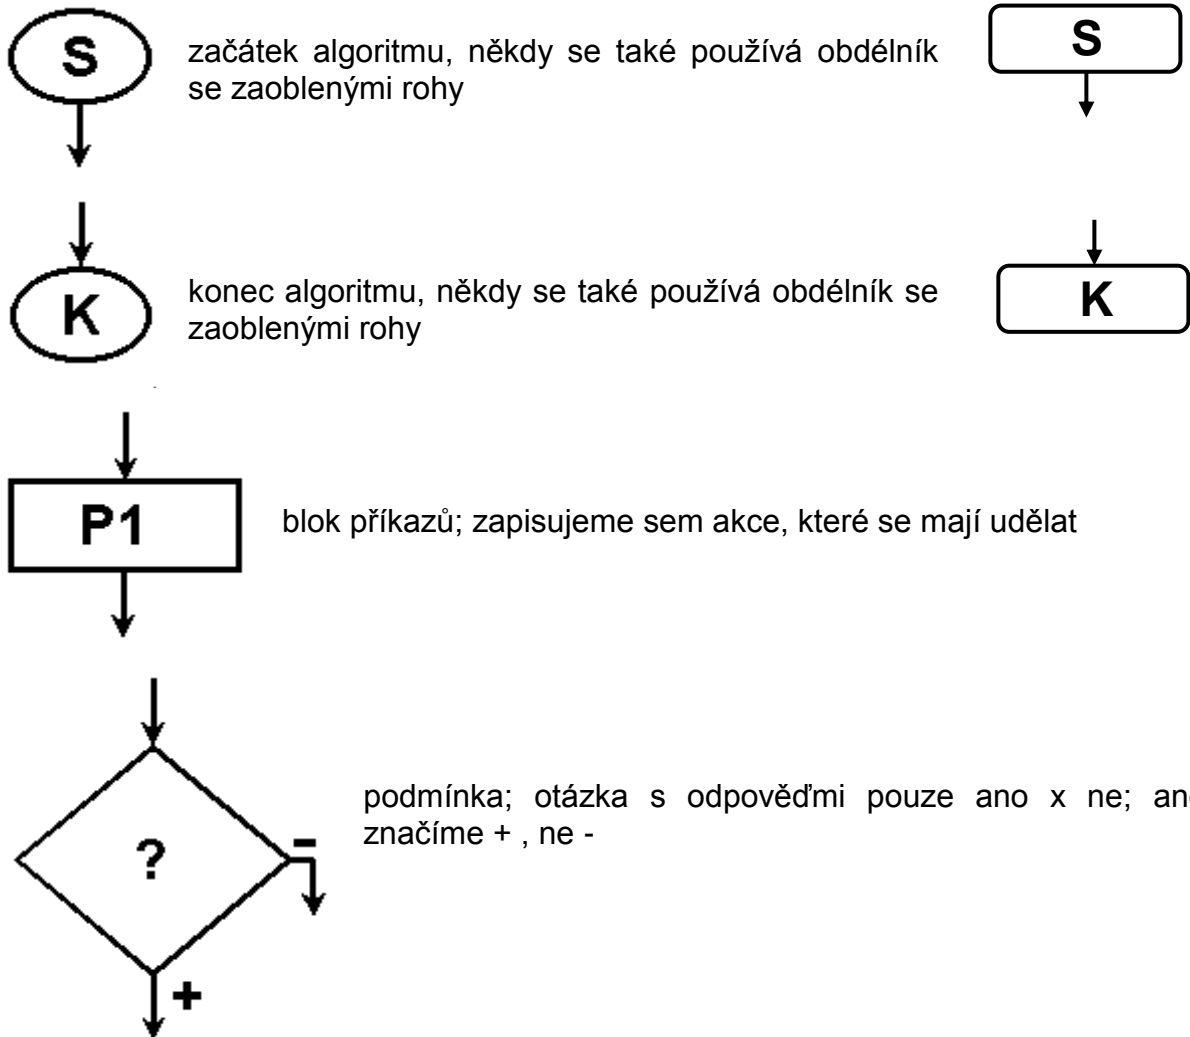 S
začátek algoritmu, někdy se také používá obdélník
se zaoblenými rohy
S
K
konec algoritmu, někdy se také používá obdélník se
zaoblenými rohy
K
P1
blok příkazů; zapisujeme sem akce, které se mají udělat
?
-
+
podmínka; otázka s odpověďmi pouze ano x ne;
značíme + , ne -